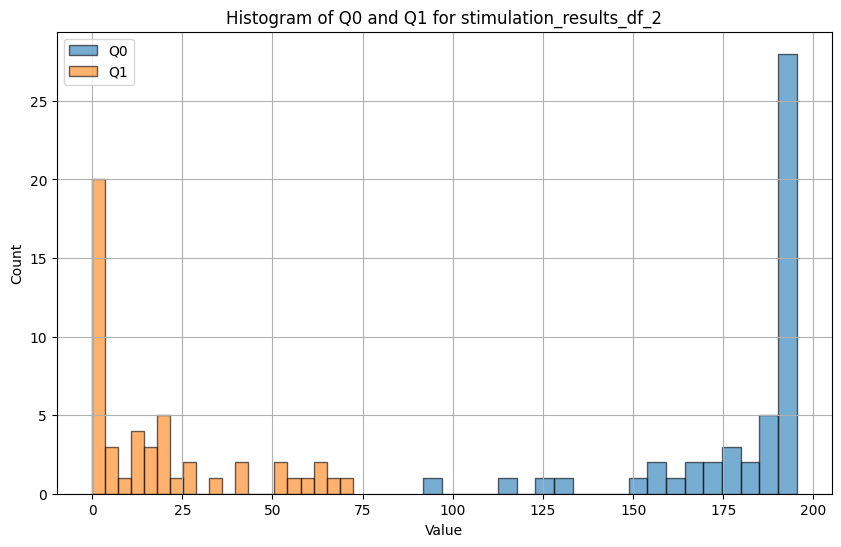 Histogram of Q0 and Q1 for stimulation_results_df_2
Q0
Q1
Count
25
20
15
10
5
0
0 25 50 75 100 125 150 175 200
Value